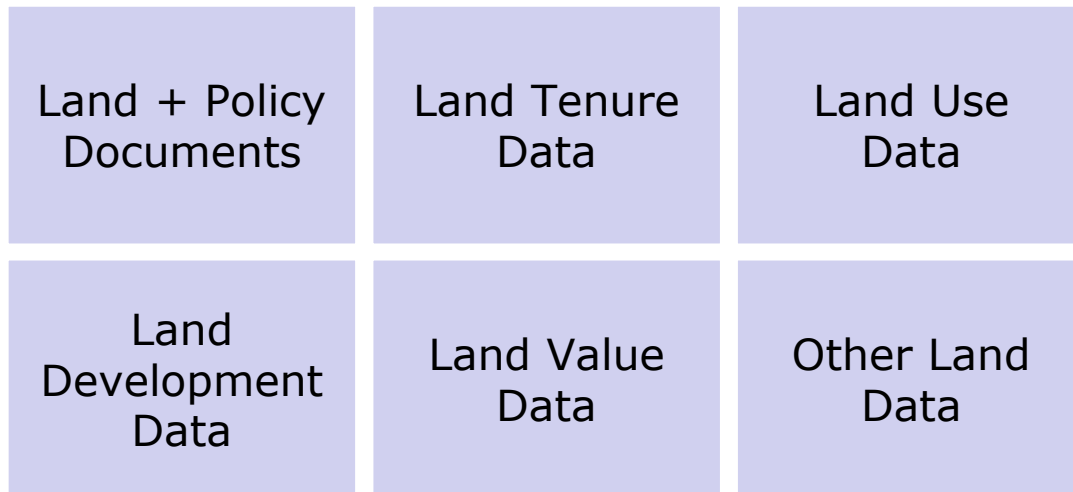 Land + Policy
Documents
Land Tenure
Data
Land Use
Data
Land
Development
Data
Land Value
Data
Other Land
Data